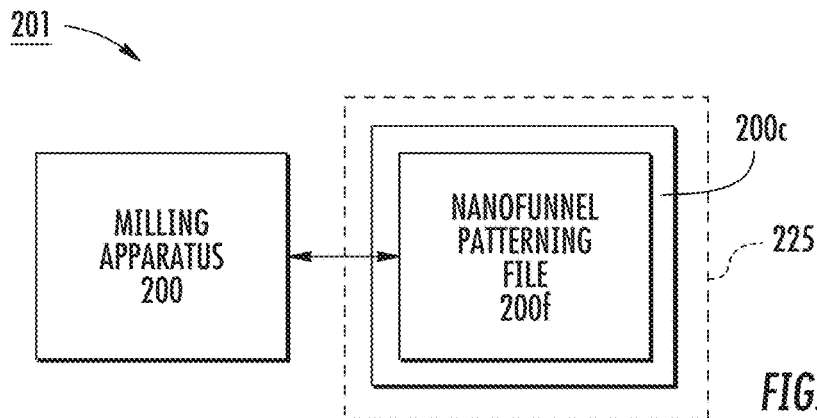 201
200c
MILLING
APPARATUS
200
NANOFUNNEL
PATTERNING
FILE
200f
225
FIG.